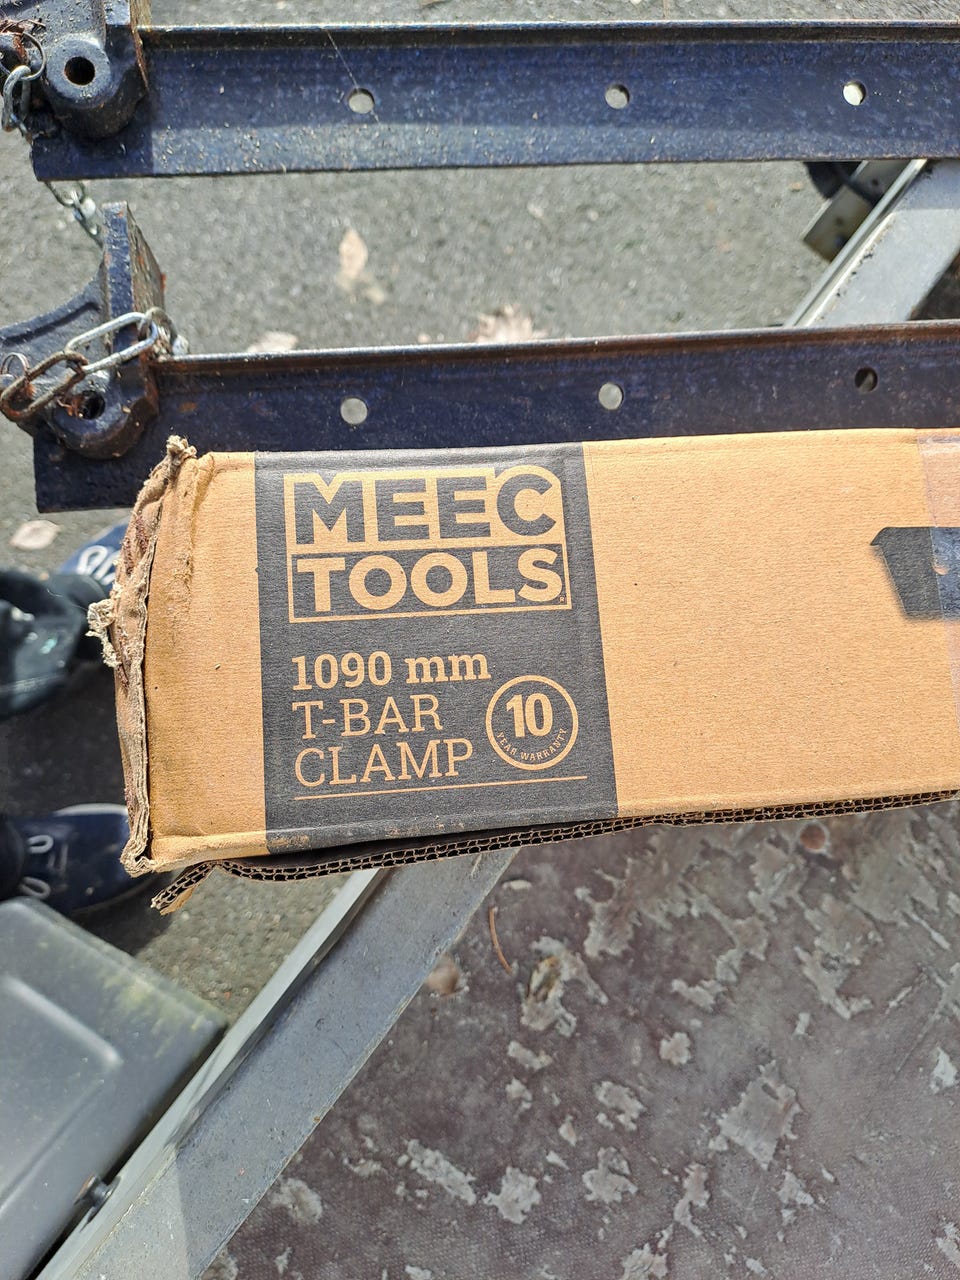 MEEC
TOOLS
1090 mm
T-BAR
CLAMP
10
YEAR WARRANTY